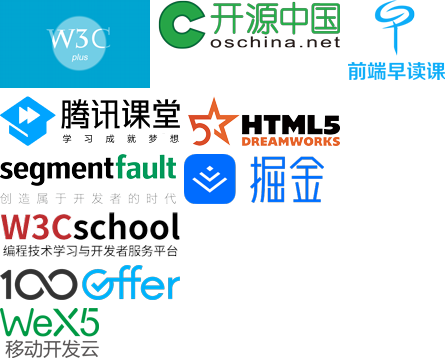 W3C
plus
开源中国
oschina.net
前端早读课
腾讯课堂
学习成就梦想
HTML5
DREAMWORKS
segmentfault
创造属于开发者的时代
掘金
W3Cschool
编程技术学习与开发者服务平台
100 Offer
WeX5
移动开发云